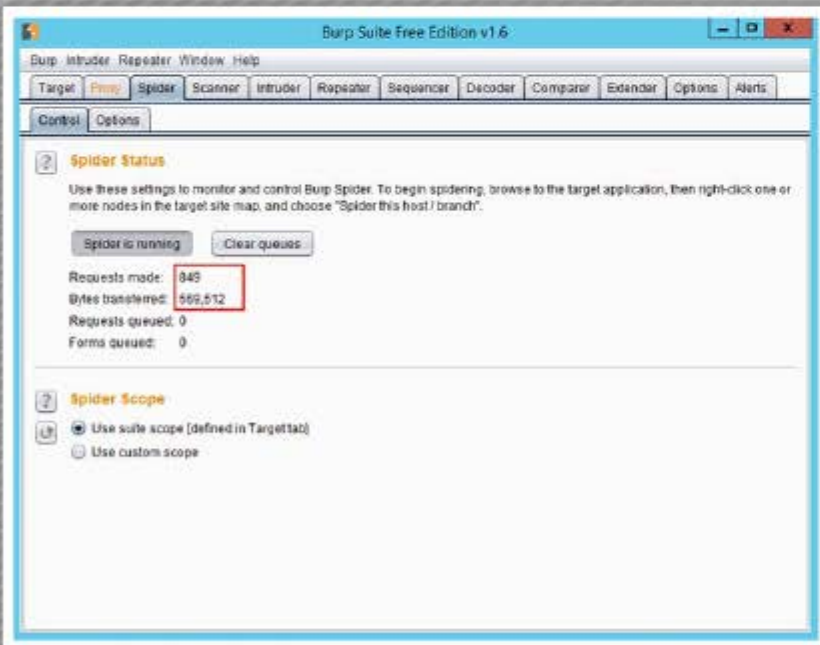 Burp Suite Free Edition v1.6
Burp Intruder Repeater Window Help
Target Proxy Spider Scanner Intruder Repeater Sequencer Decoder Comparer Extender Options Alerts
Control Options
? Spider Status
Use these settings to monitor and control Burp Spider. To begin spidering, browse to the target application, then right-click one or
more nodes in the target site map, and choose "Spider this host / branch".
Spider is running Clear queues
Requests made: 849
Bytes transferred: 569,512
Requests queued: 0
Forms queued: 0
? Spider Scope
Use suite scope [defined in Target tab]
Use custom scope